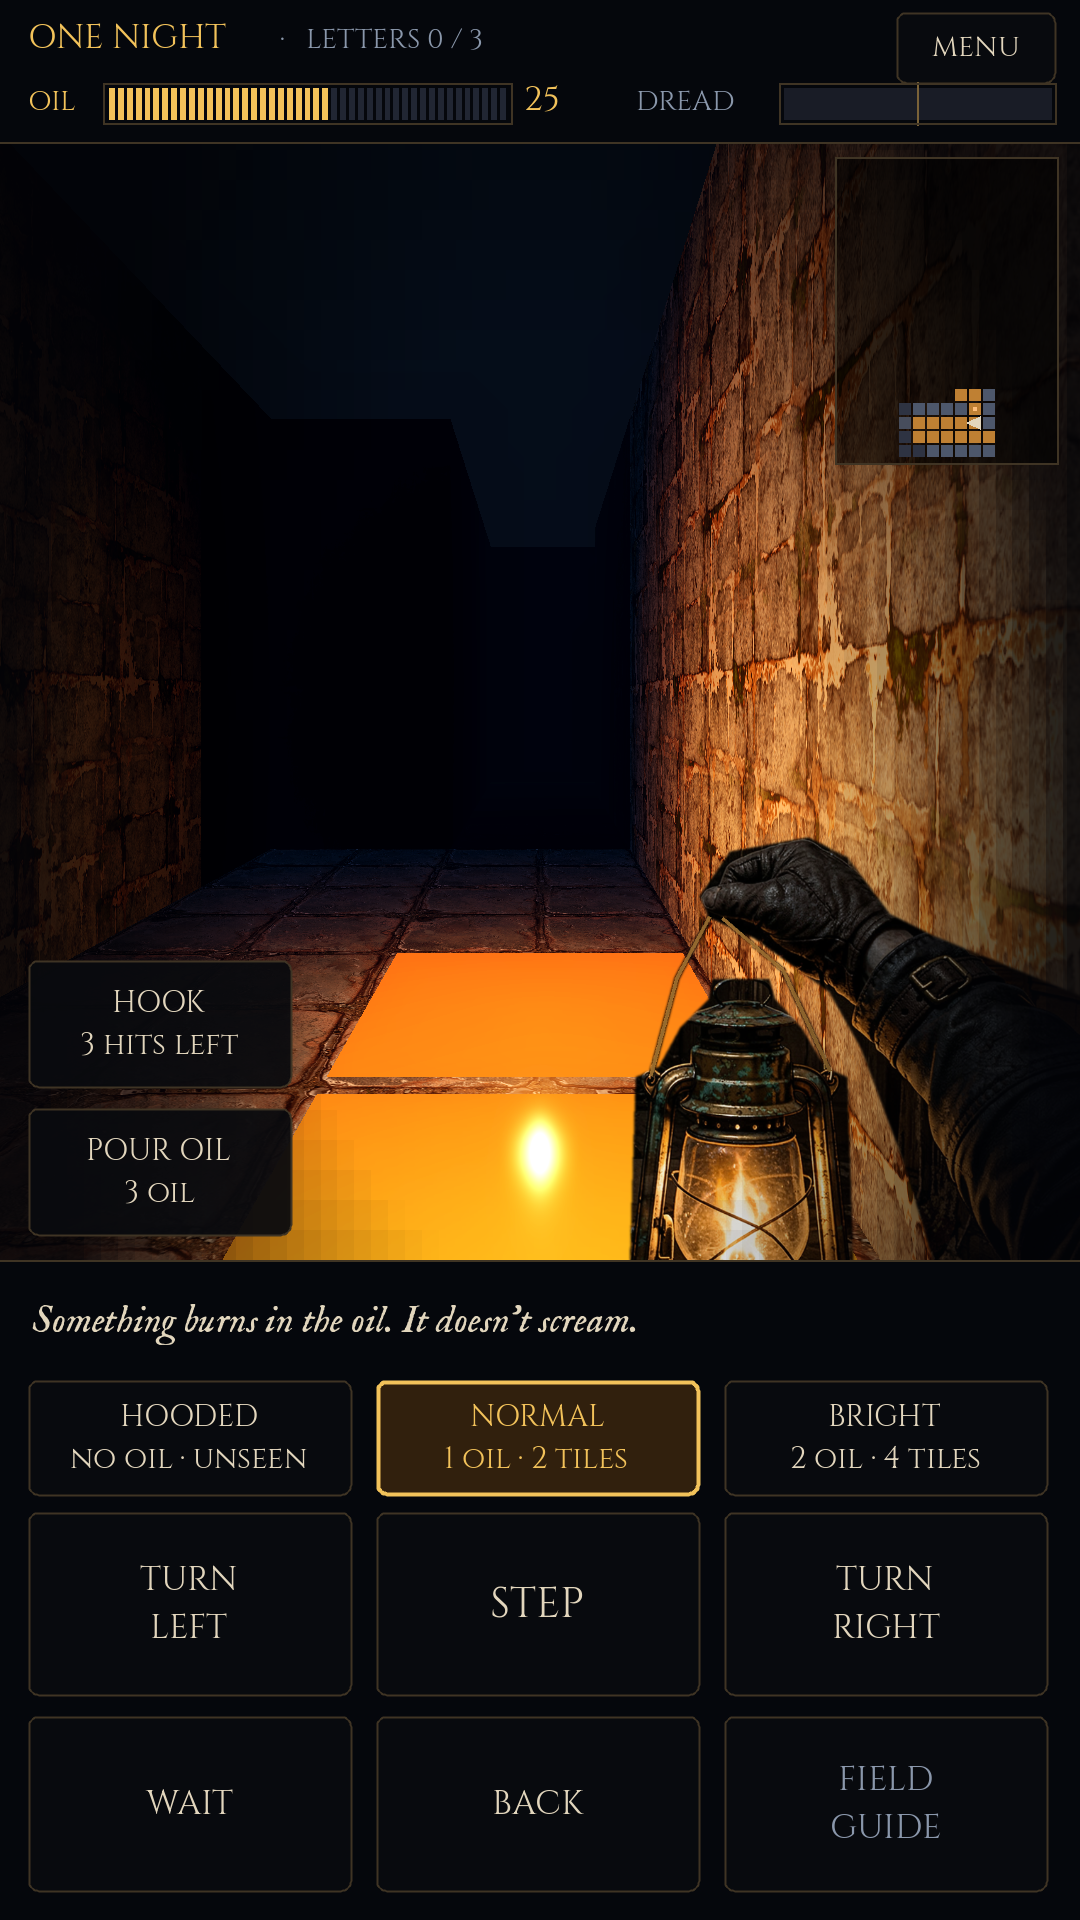 ONE NIGHT · LETTERS 0 / 3
MENU
OIL 25 DREAD
HOOK
3 HITS LEFT
POUR OIL
3 OIL
Something burns in the oil. It doesn't scream.
HOODED
NO OIL · UNSEEN
NORMAL
1 OIL · 2 TILES
BRIGHT
2 OIL · 4 TILES
TURN
LEFT
STEP
TURN
RIGHT
WAIT
BACK
FIELD
GUIDE